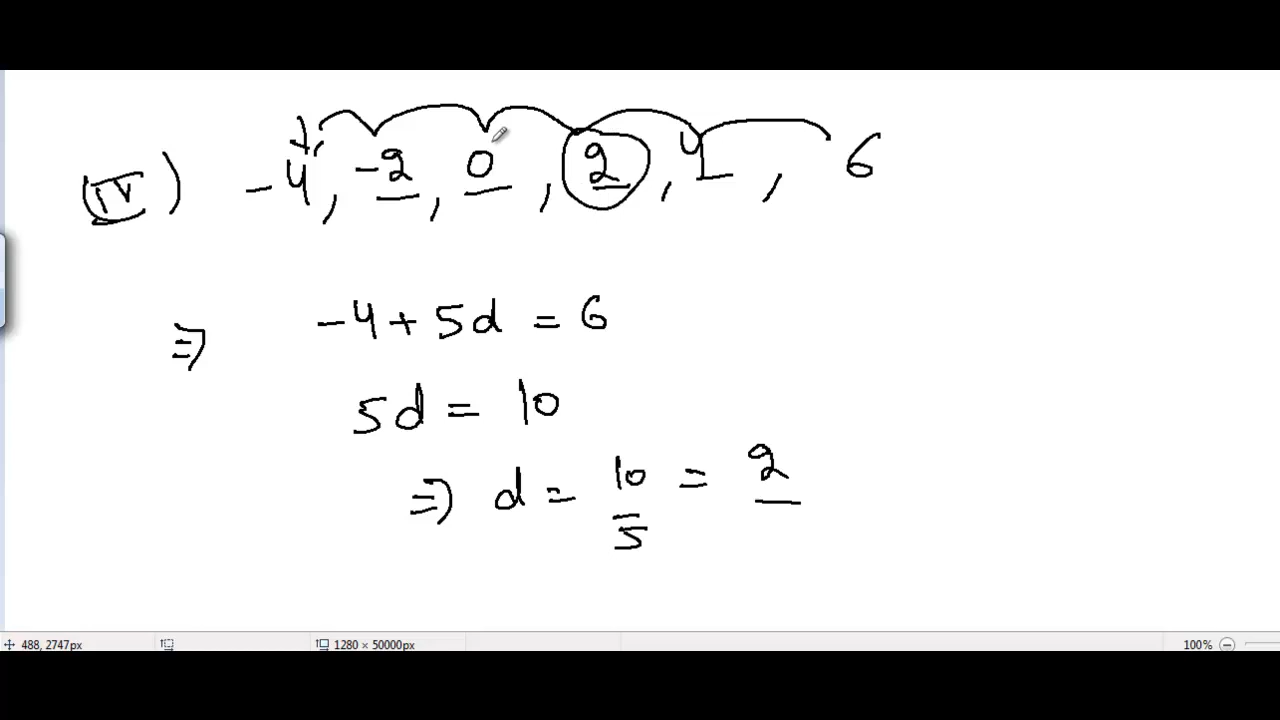 (IV) -4, -2, 0, 2, 4, 6
⇒ -4 + 5d = 6
5d = 10
⇒ d = 10/5 = 2
488, 2747px 1280 × 50000px 100%